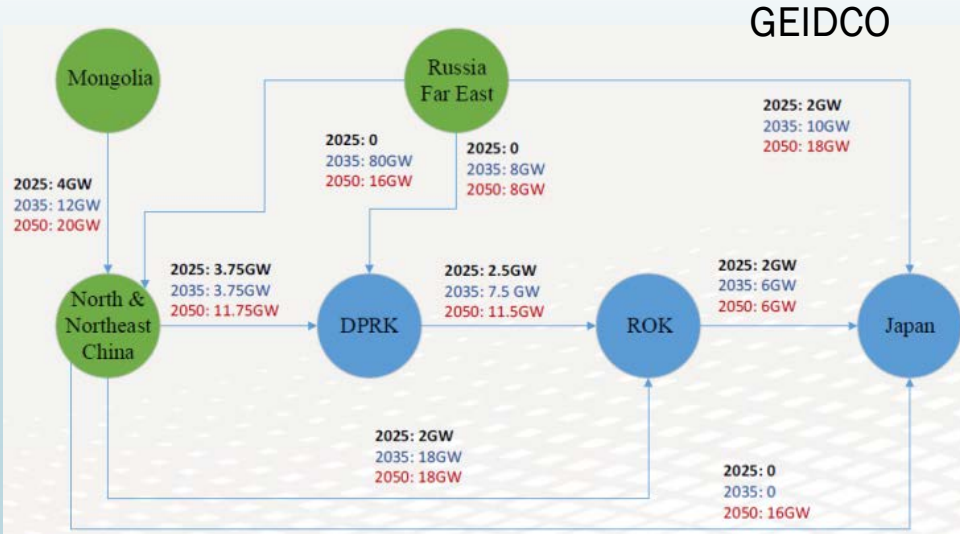 GEIDCO
Mongolia
Russia
Far East
2025: 2GW
2035: 10GW
2050: 18GW
2025: 0
2035: 80GW
2050: 16GW
2025: 0
2035: 8GW
2050: 8GW
2025: 4GW
2035: 12GW
2050: 20GW
North &
Northeast
China
2025: 3.75GW
2035: 3.75GW
2050: 11.75GW
DPRK
2025: 2.5GW
2035: 7.5 GW
2050: 11.5GW
ROK
2025: 2GW
2035: 6GW
2050: 6GW
Japan
2025: 2GW
2035: 18GW
2050: 18GW
2025: 0
2035: 0
2050: 16GW